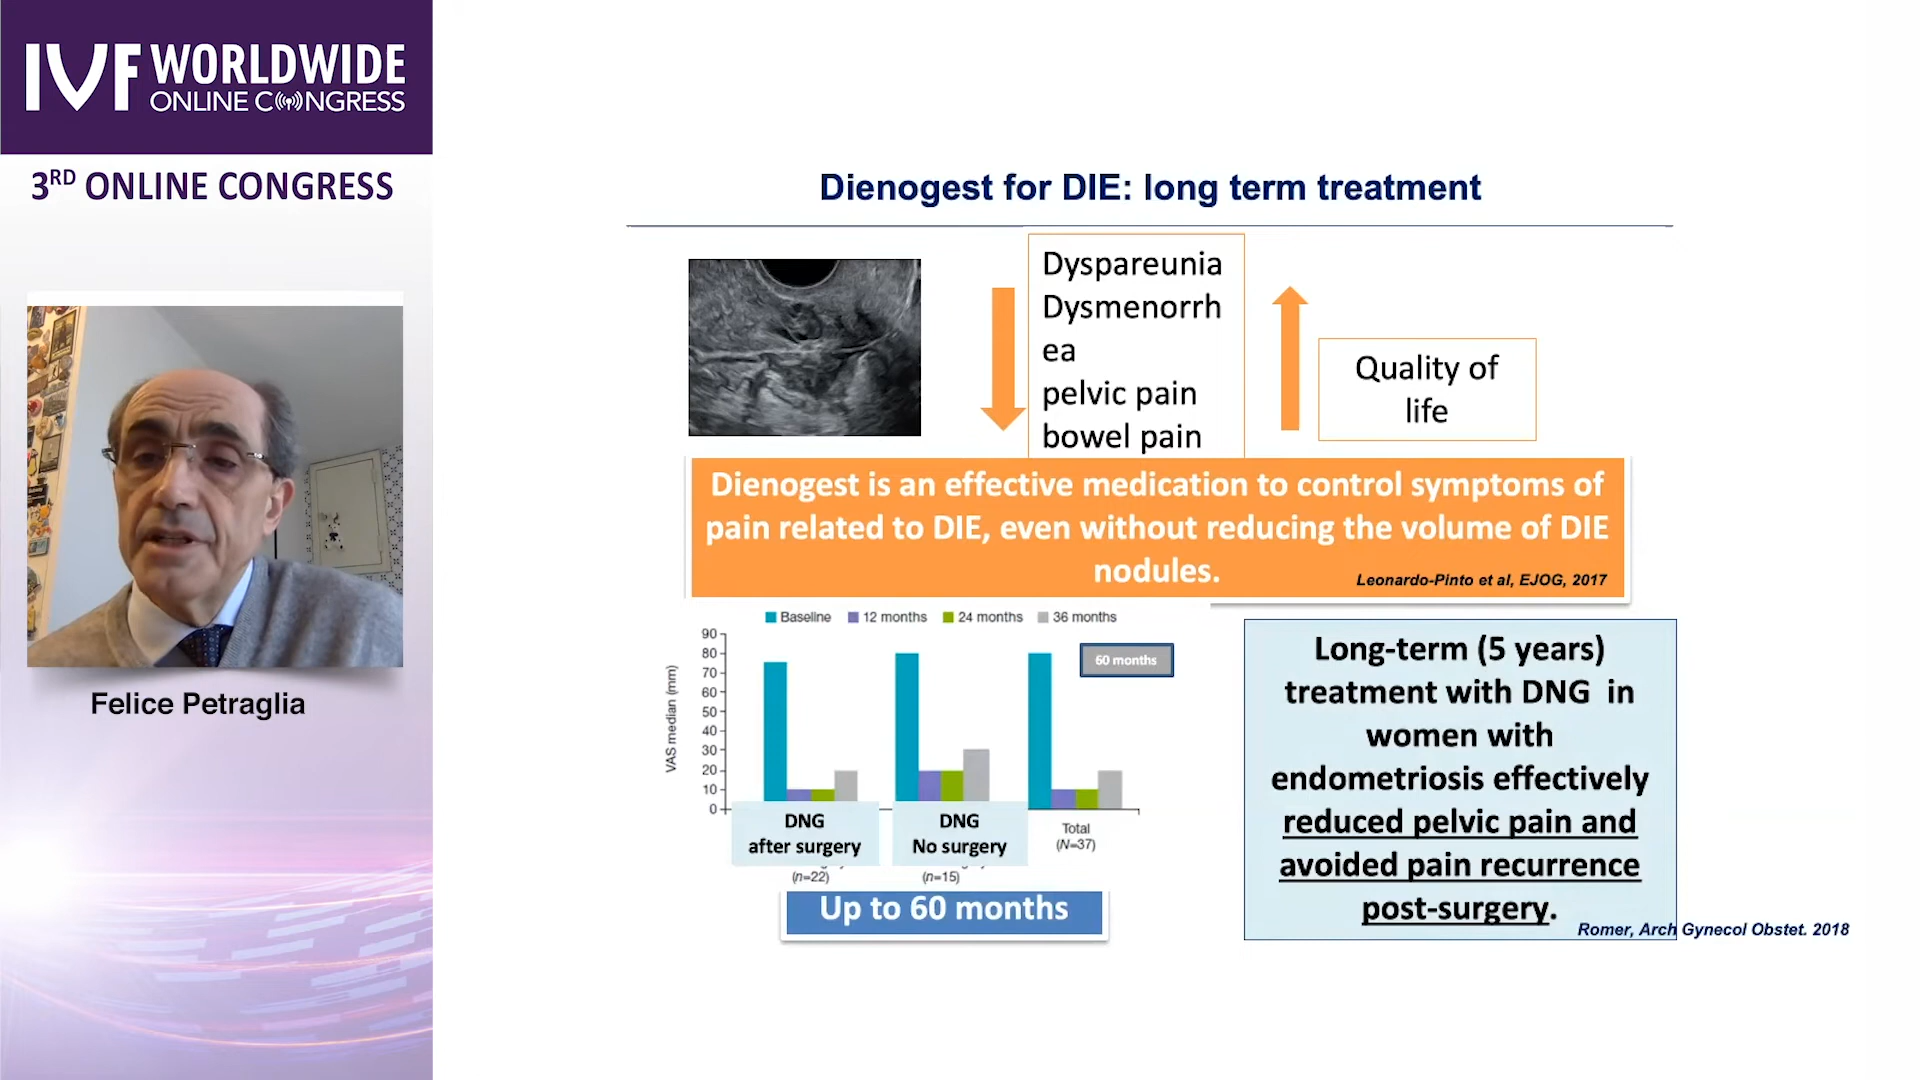 IVF WORLDWIDE
ONLINE CONGRESS
3RD ONLINE CONGRESS
Felice Petraglia
Dienogest for DIE: long term treatment
Dyspareunia
Dysmenorrh
ea
pelvic pain
bowel pain
Quality of
life
Dienogest is an effective medication to control symptoms of
pain related to DIE, even without reducing the volume of DIE
nodules.
Leonardo-Pinto et al, EJOG, 2017
Baseline 12 months 24 months 36 months
60 months
VAS median (mm)
90
80
70
60
50
40
30
20
10
0
DNG
after surgery
(n=22)
DNG
No surgery
(n=15)
Total
(N=37)
Up to 60 months
Long-term (5 years)
treatment with DNG in
women with
endometriosis effectively
reduced pelvic pain and
avoided pain recurrence
post-surgery.
Romer, Arch Gynecol Obstet. 2018